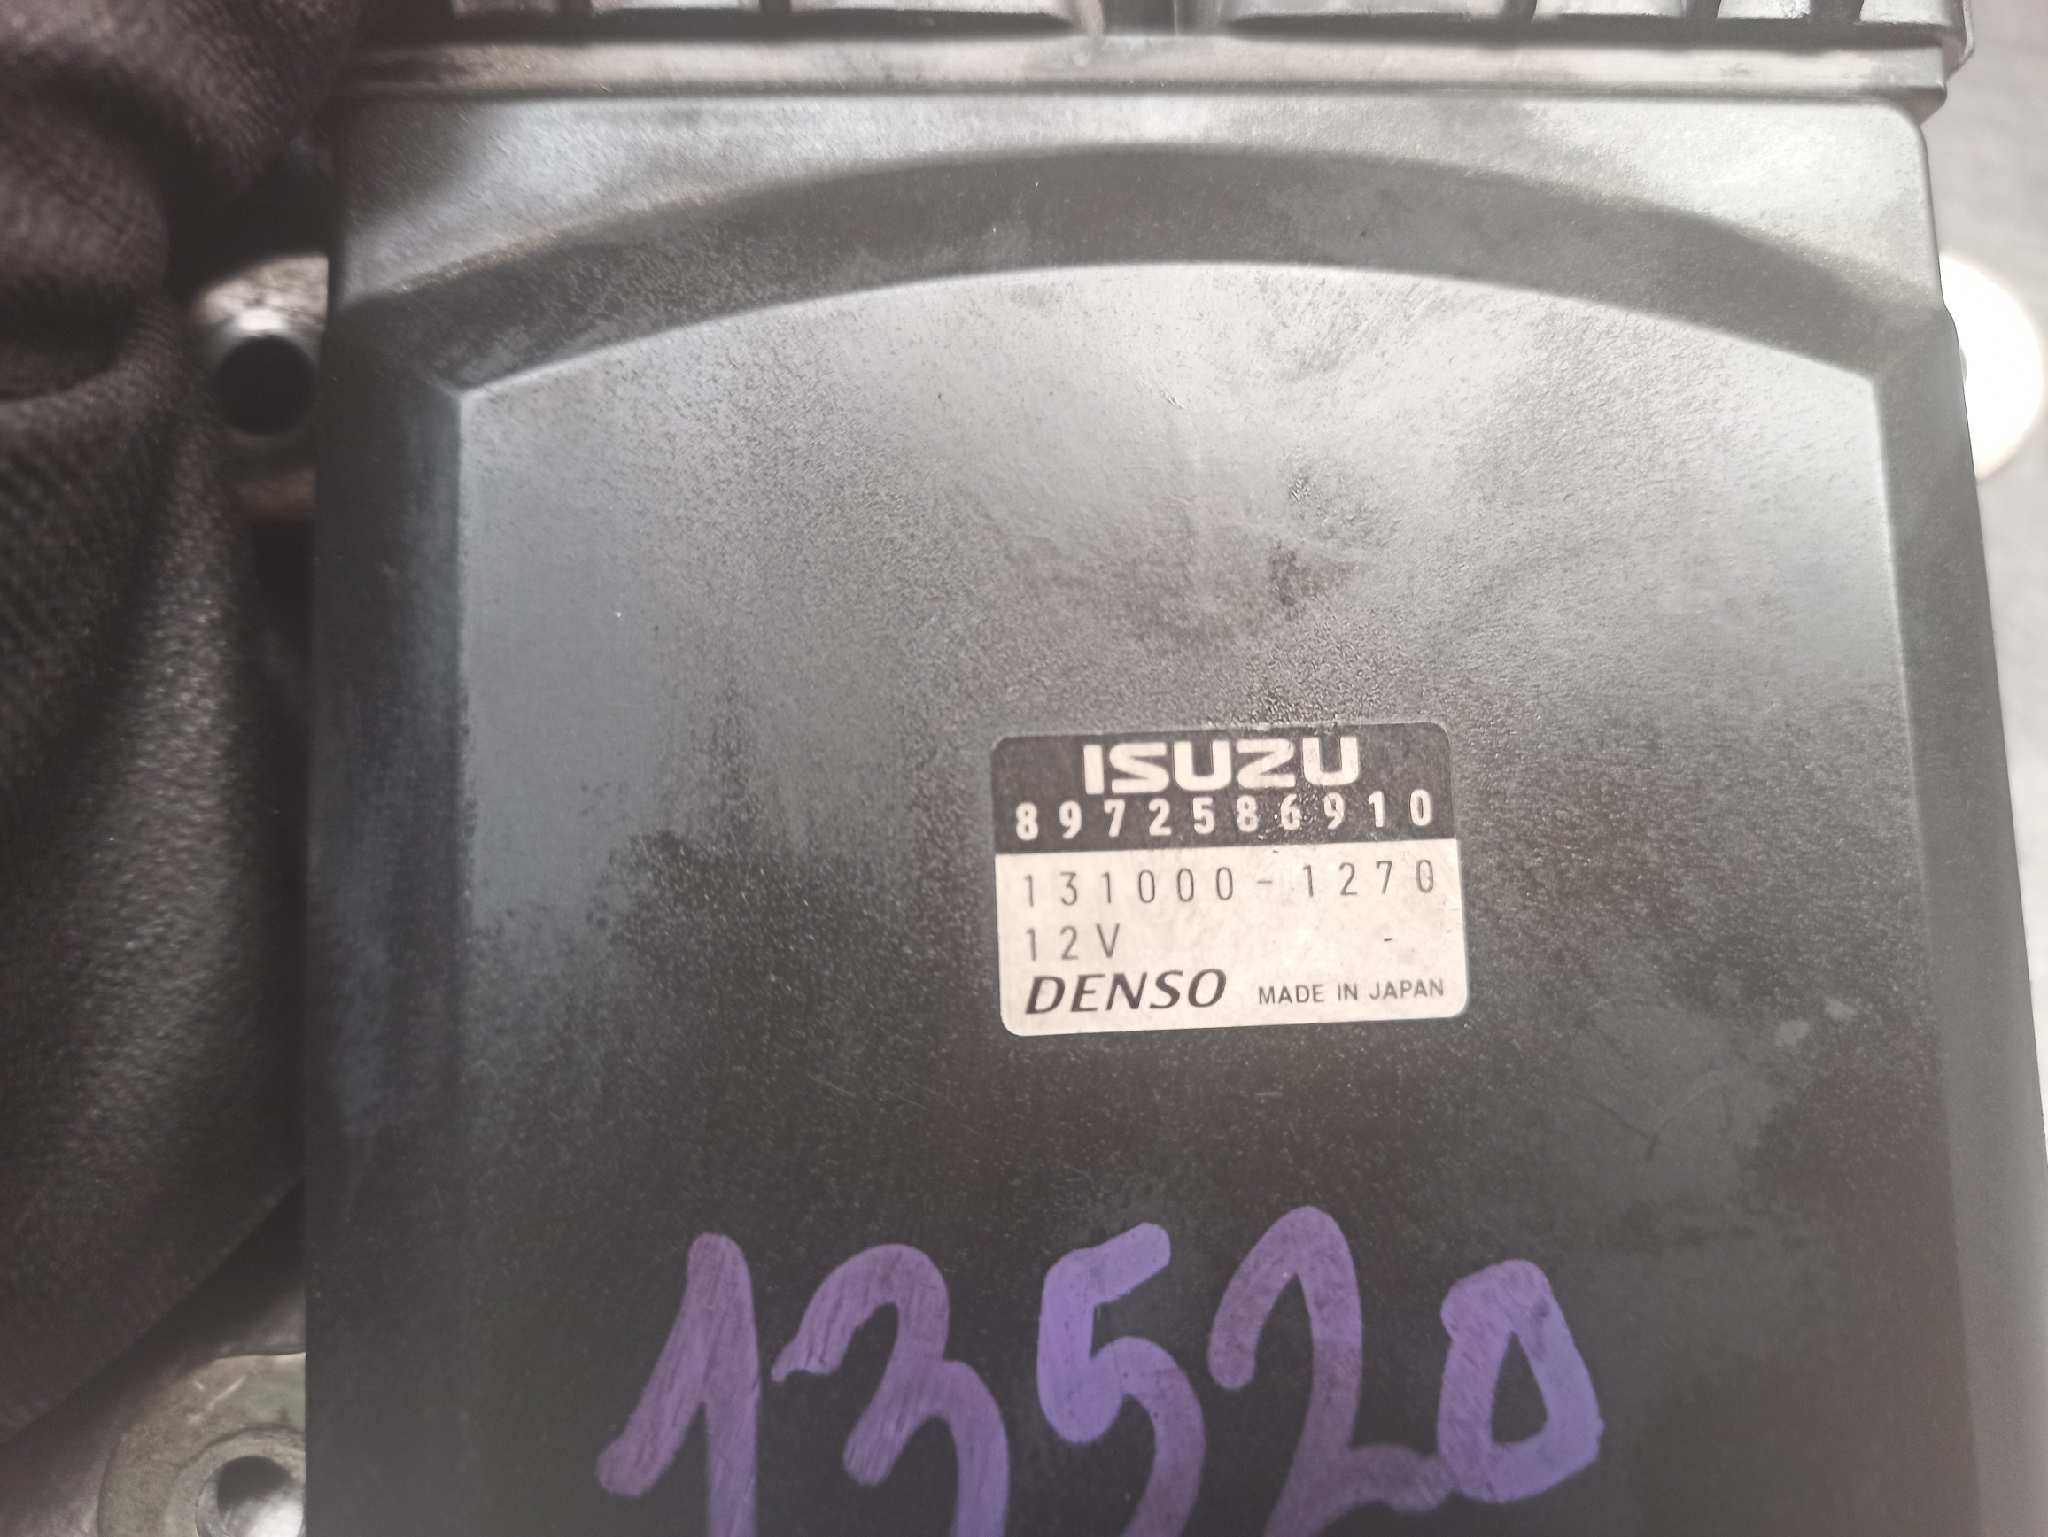 ISUZU
8972586910
131000-1270
12V -
DENSO MADE IN JAPAN
13520